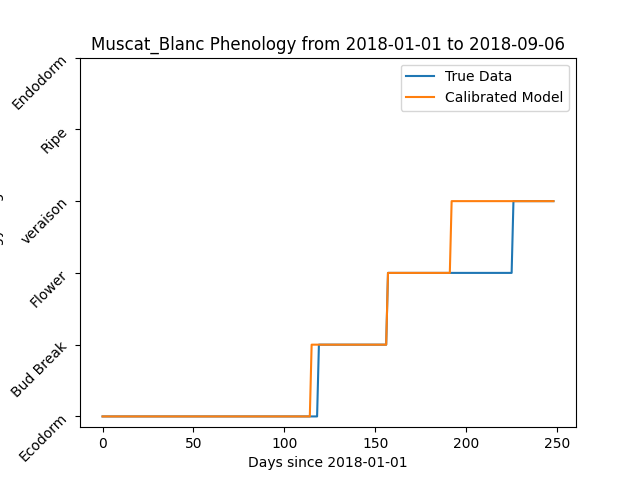 Muscat_Blanc Phenology from 2018-01-01 to 2018-09-06
True Data
Calibrated Model
Endodorm
Ripe
veraison
Flower
Bud Break
Ecodorm
0 50 100 150 200 250
Days since 2018-01-01